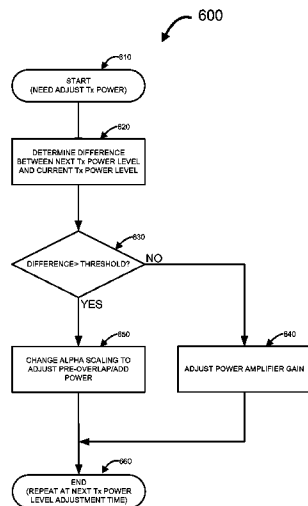 600
610
START
(NEED ADJUST Tx POWER)
620
DETERMINE DIFFERENCE
BETWEEN NEXT Tx POWER LEVEL
AND CURRENT Tx POWER LEVEL
630
DIFFERENCE> THRESHOLD?
NO
YES
650
CHANGE ALPHA SCALING TO
ADJUST PRE-OVERLAP/ADD
POWER
640
ADJUST POWER AMPLIFIER GAIN
660
END
(REPEAT AT NEXT Tx POWER
LEVEL ADJUSTMENT TIME)